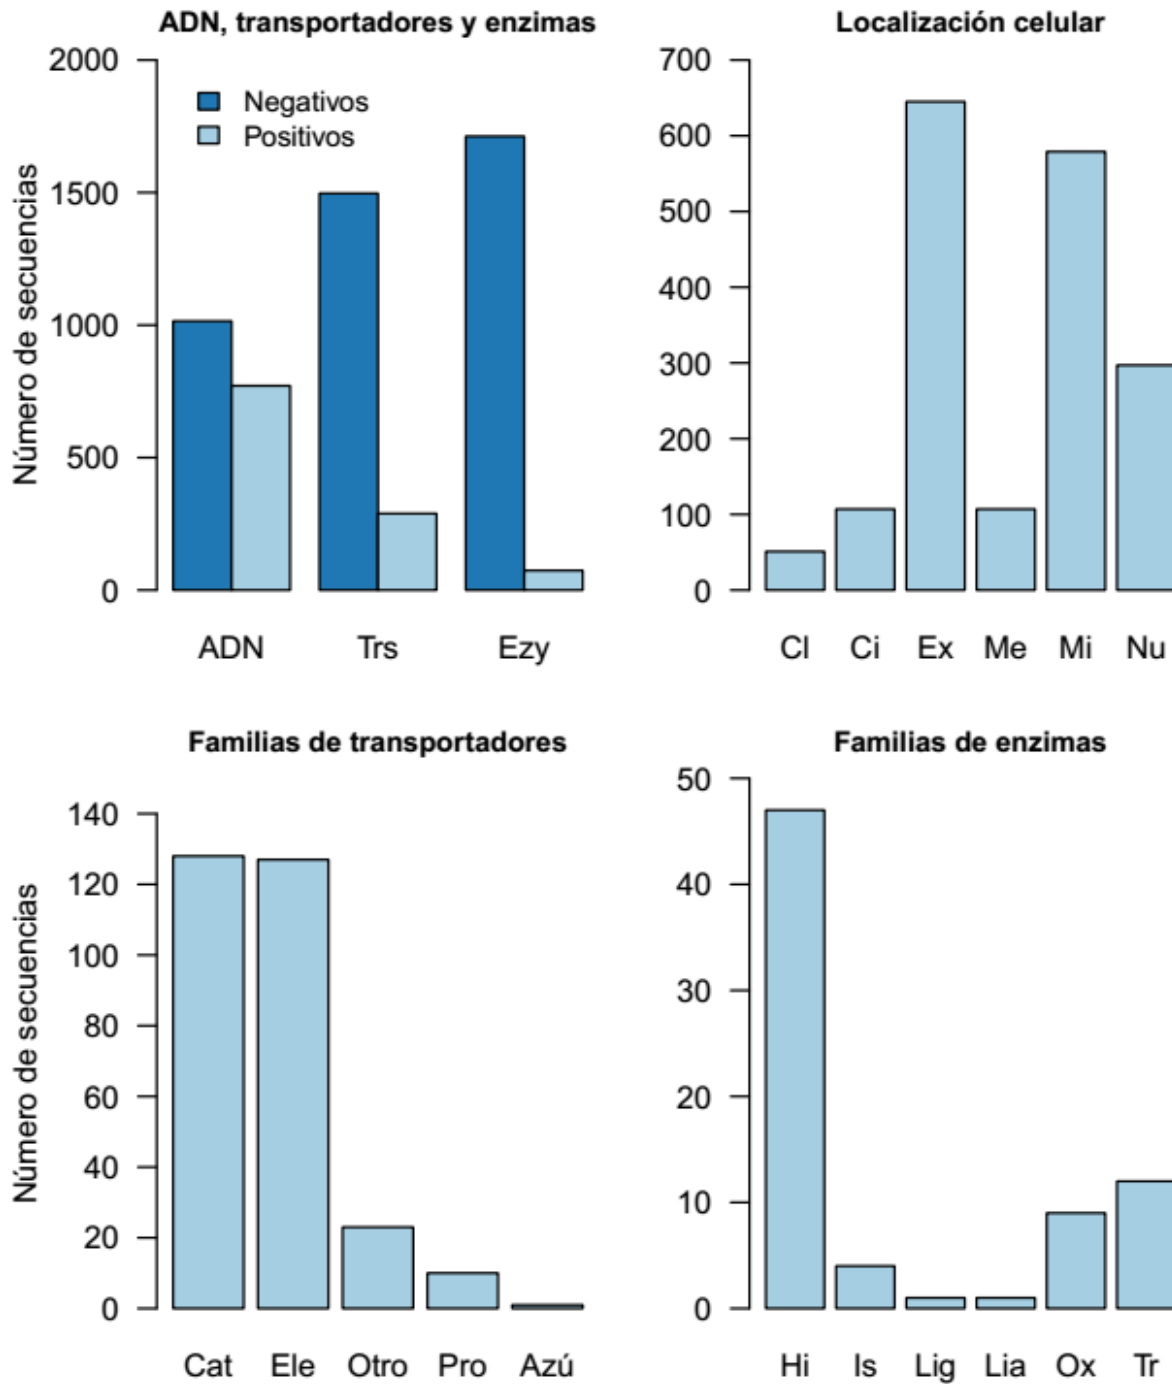 ADN, transportadores y enzimas
2000
1500
1000
500
0
Número de secuencias
Negativos
Positivos
ADN Trs Ezy
Localización celular
700
600
500
400
300
200
100
0
Cl Ci Ex Me Mi Nu
Familias de transportadores
140
120
100
80
60
40
20
0
Número de secuencias
Cat Ele Otro Pro Azú
Familias de enzimas
50
40
30
20
10
0
Hi Is Lig Lia Ox Tr